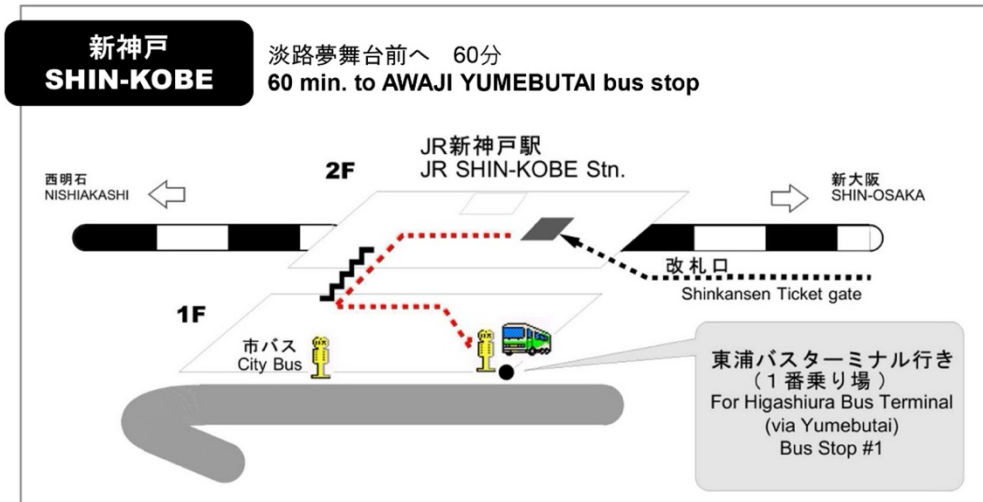 新神戸
SHIN-KOBE
淡路夢舞台前へ 60分
60 min. to AWAJI YUMEBUTAI bus stop
JR新神戸駅
JR SHIN-KOBE Stn.
2F
西明石
NISHIAKASHI
新大阪
SHIN-OSAKA
改札口
Shinkansen Ticket gate
1F
市バス
City Bus
東浦バスターミナル行き
（１番乗り場）
For Higashiura Bus Terminal
(via Yumebutai)
Bus Stop #1